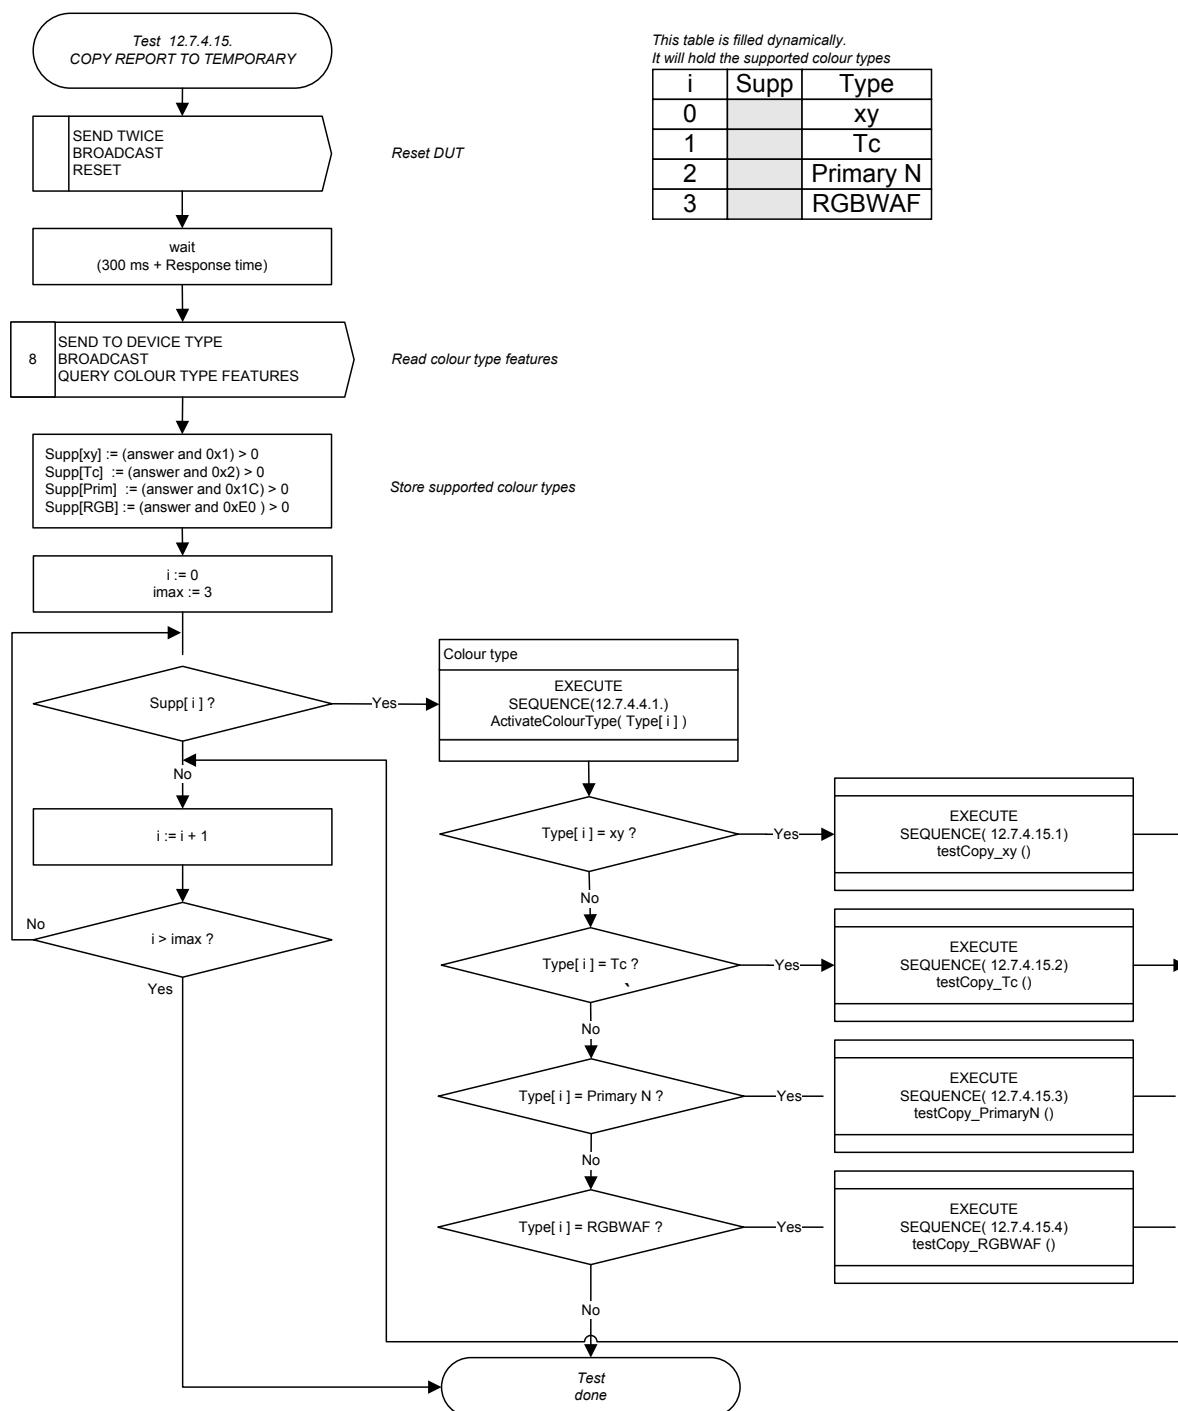 Test 12.7.4.15.
COPY REPORT TO TEMPORARY
SEND TWICE
BROADCAST
RESET
Reset DUT
wait
(300 ms + Response time)
8
SEND TO DEVICE TYPE
BROADCAST
QUERY COLOUR TYPE FEATURES
Read colour type features
Supp[xy] := (answer and 0x1) > 0
Supp[Tc] := (answer and 0x2) > 0
Supp[Prim] := (answer and 0x1C) > 0
Supp[RGB] := (answer and 0xE0 ) > 0
Store supported colour types
i := 0
imax := 3
Supp[ i ] ?
Yes
No
i := i + 1
i > imax ?
No
Yes
This table is filled dynamically.
It will hold the supported colour types
i Supp Type
0 xy
1 Tc
2 Primary N
3 RGBWAF
Colour type
EXECUTE
SEQUENCE(12.7.4.4.1.)
ActivateColourType( Type[ i ] )
Type[ i ] = xy ?
Yes
EXECUTE
SEQUENCE( 12.7.4.15.1)
testCopy_xy ()
No
Type[ i ] = Tc ?
Yes
EXECUTE
SEQUENCE( 12.7.4.15.2)
testCopy_Tc ()
No
Type[ i ] = Primary N ?
Yes
EXECUTE
SEQUENCE( 12.7.4.15.3)
testCopy_PrimaryN ()
No
Type[ i ] = RGBWAF ?
Yes
EXECUTE
SEQUENCE( 12.7.4.15.4)
testCopy_RGBWAF ()
No
Test
done